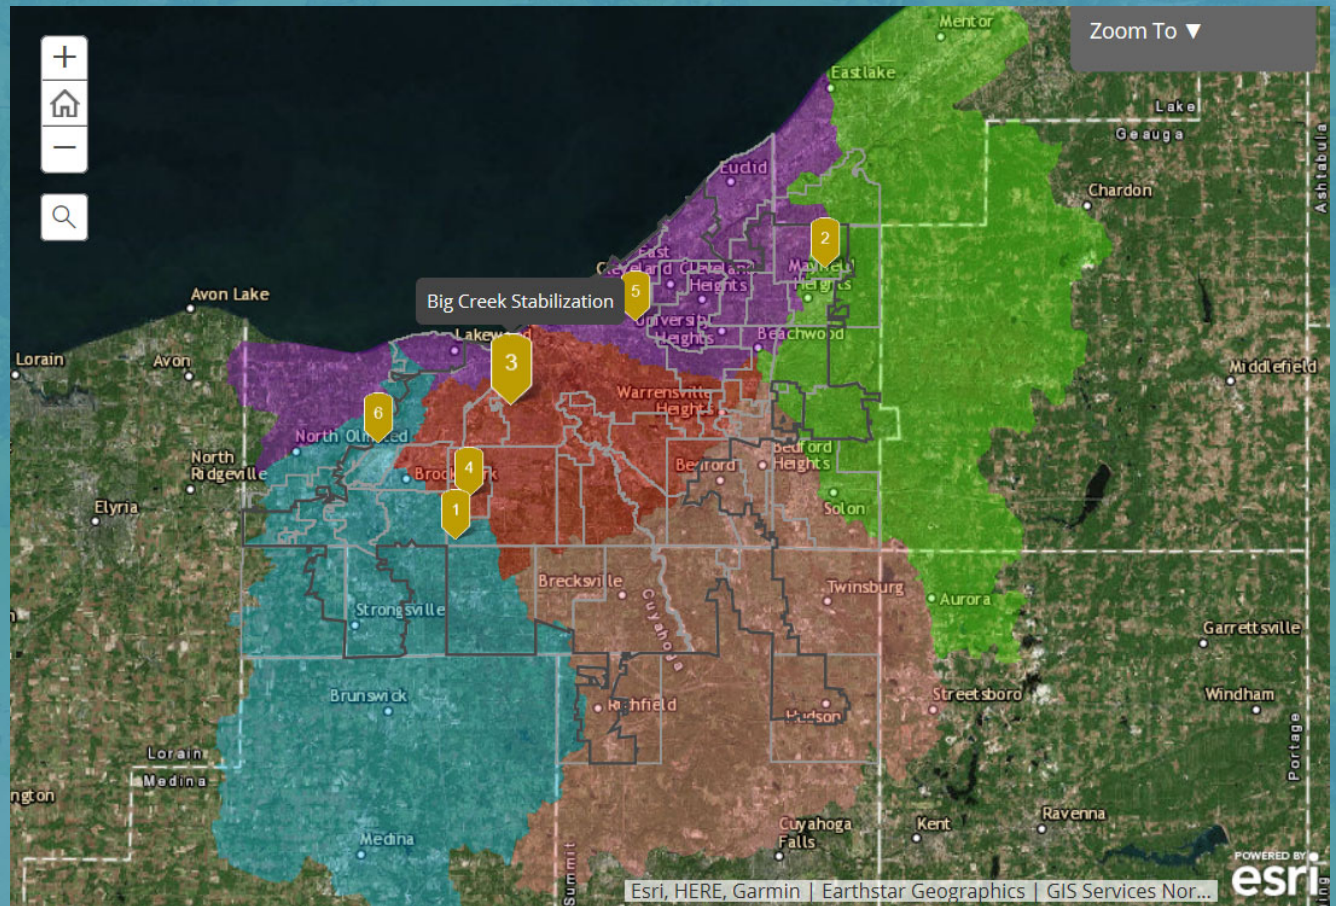 Mentor
Zoom To ▼
+
Eastlake
Lake
Geauga
Ashtabula
−
Euclid
Chardon
2
East
Cleveland
Cleveland
Heights
Mayfield
Heights
5
Avon Lake
Big Creek Stabilization
University
Heights
Beachwood
Lakewood
Lorain
Avon
3
Middlefield
Warrensville
Heights
6
North Olmsted
North
Ridgeville
Brook Park
4
Bedford
Bedford
Heights
Elyria
1
Solon
Brecksville
Twinsburg
Aurora
Strongsville
Cuyahoga
Garrettsville
Brunswick
Richfield
Hudson
Streetsboro
Windham
Lorain
Medina
Portage
ngton
Medina
Cuyahoga
Falls
Kent
Ravenna
Summit
POWERED BY
esri
Esri, HERE, Garmin | Earthstar Geographics | GIS Services Nor...